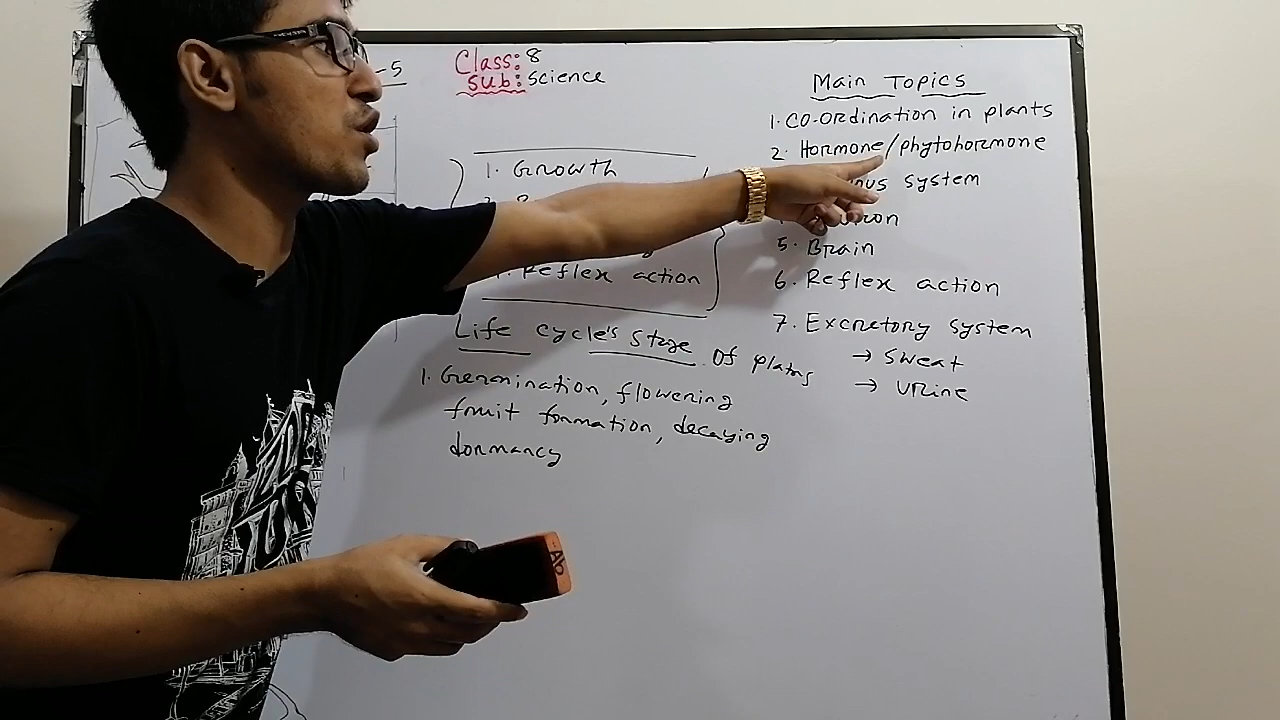 -5
Class: 8
Sub: Science
1. Growth
Reflex action
Life cycle's stage of platns
1. Germination, flowering
fruit formation, decaying
dormancy
Main Topics
1. CO-ordination in plants
2. Hormone/phytohormone
system
5. Brain
6. Reflex action
7. Excretory system
→ Sweat
→ Urine